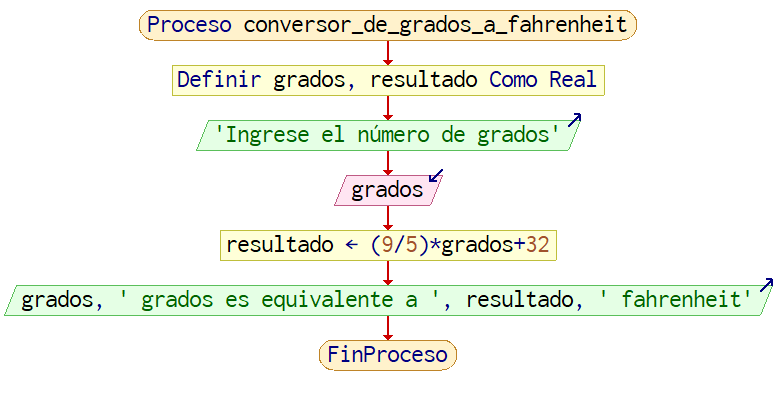 Proceso conversor_de_grados_a_fahrenheit
Definir grados, resultado Como Real
'Ingrese el número de grados'
grados
resultado ← (9/5)*grados+32
grados, ' grados es equivalente a ', resultado, ' fahrenheit'
FinProceso